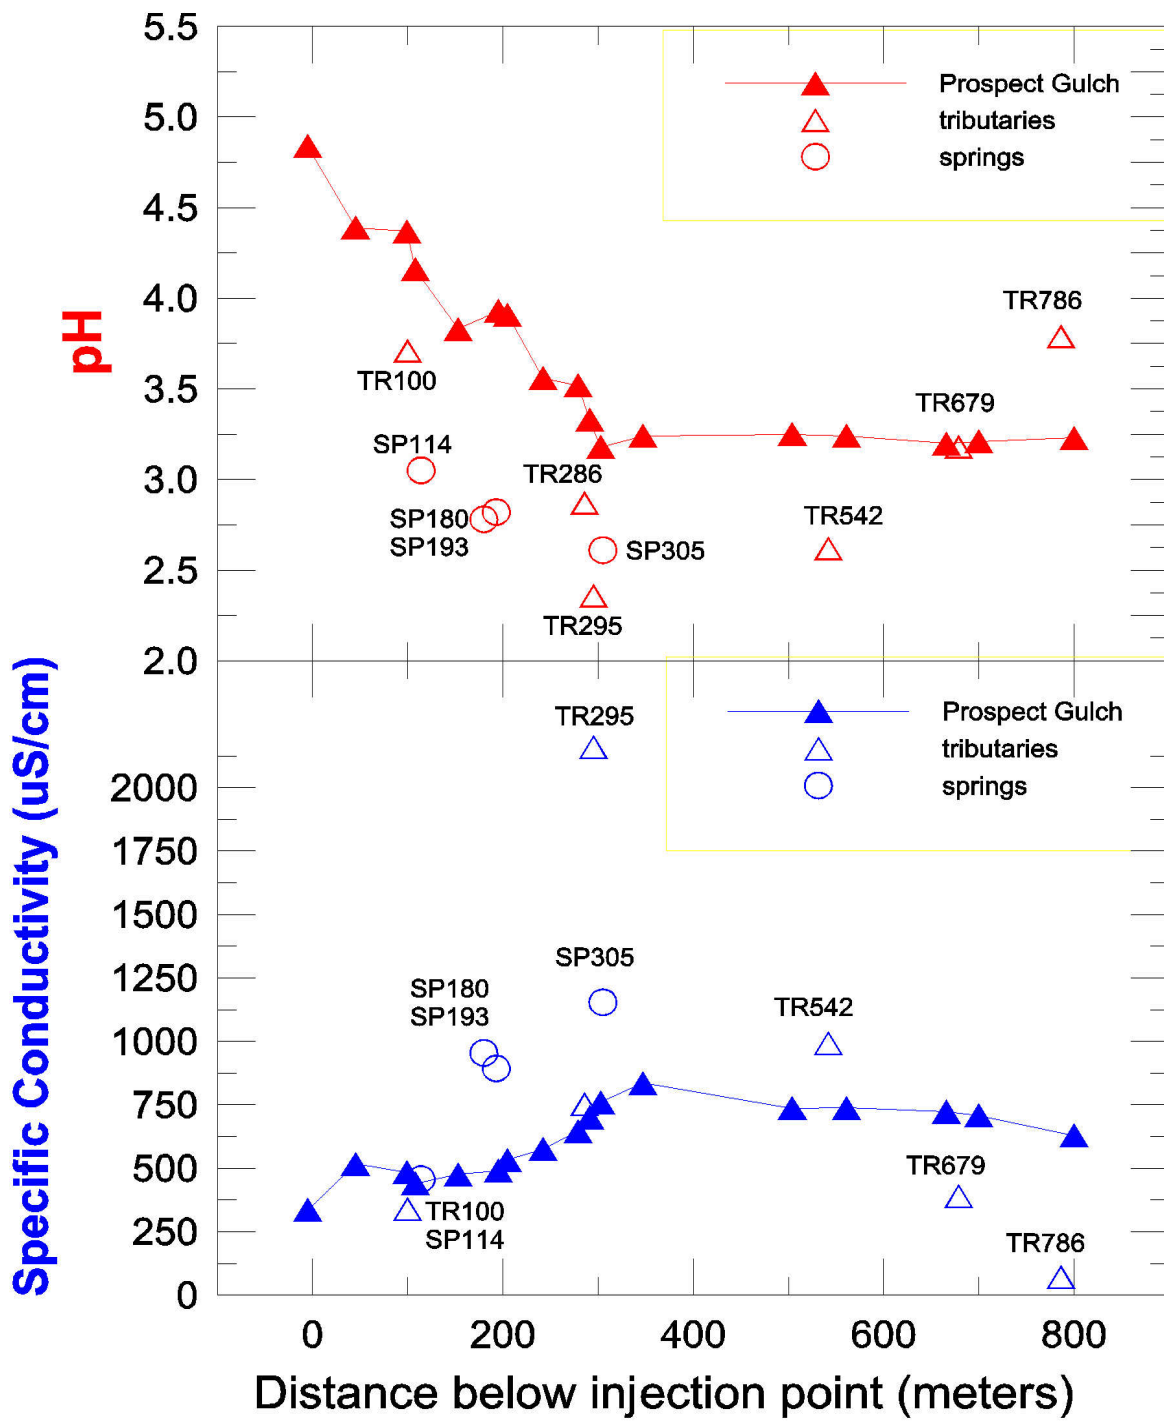 5.5
5.0
4.5
4.0
3.5
3.0
2.5
2.0
pH
Prospect Gulch
tributaries
springs
TR786
TR100
TR679
SP114
TR286
SP180
SP193
TR542
SP305
TR295
Specific Conductivity (uS/cm)
2000
1750
1500
1250
1000
750
500
250
0
Prospect Gulch
tributaries
springs
TR295
SP305
SP180
SP193
TR542
TR679
TR100
SP114
TR786
0 200 400 600 800
Distance below injection point (meters)